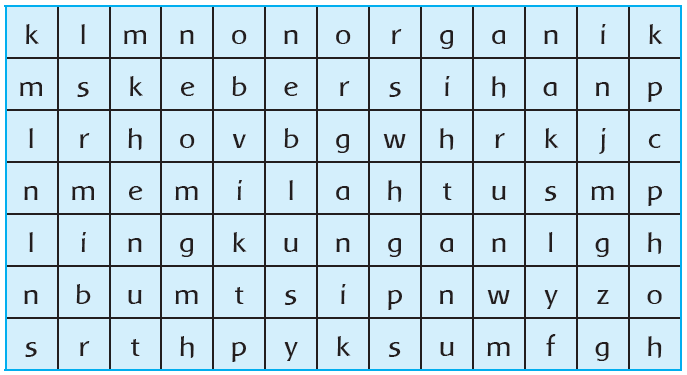 k l m n o n o r g a n i k
m s k e b e r s i h a n p
l r h o v b g w h r k j c
n m e m i l a h t u s m p
l i n g k u n g a n l g h
n b u m t s i p n w y z o
s r t h p y k s u m f g h